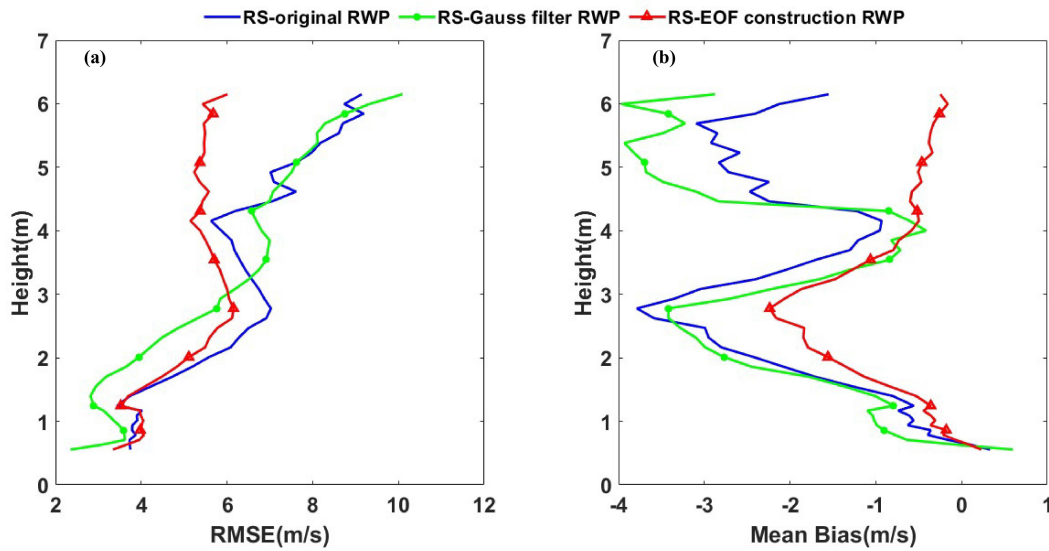 RS-original RWP RS-Gauss filter RWP RS-EOF construction RWP
(a)
7
6
5
4
3
2
1
0
Height(m)
2 4 6 8 10 12
RMSE(m/s)
(b)
7
6
5
4
3
2
1
0
Height(m)
-4 -3 -2 -1 0 1
Mean Bias(m/s)